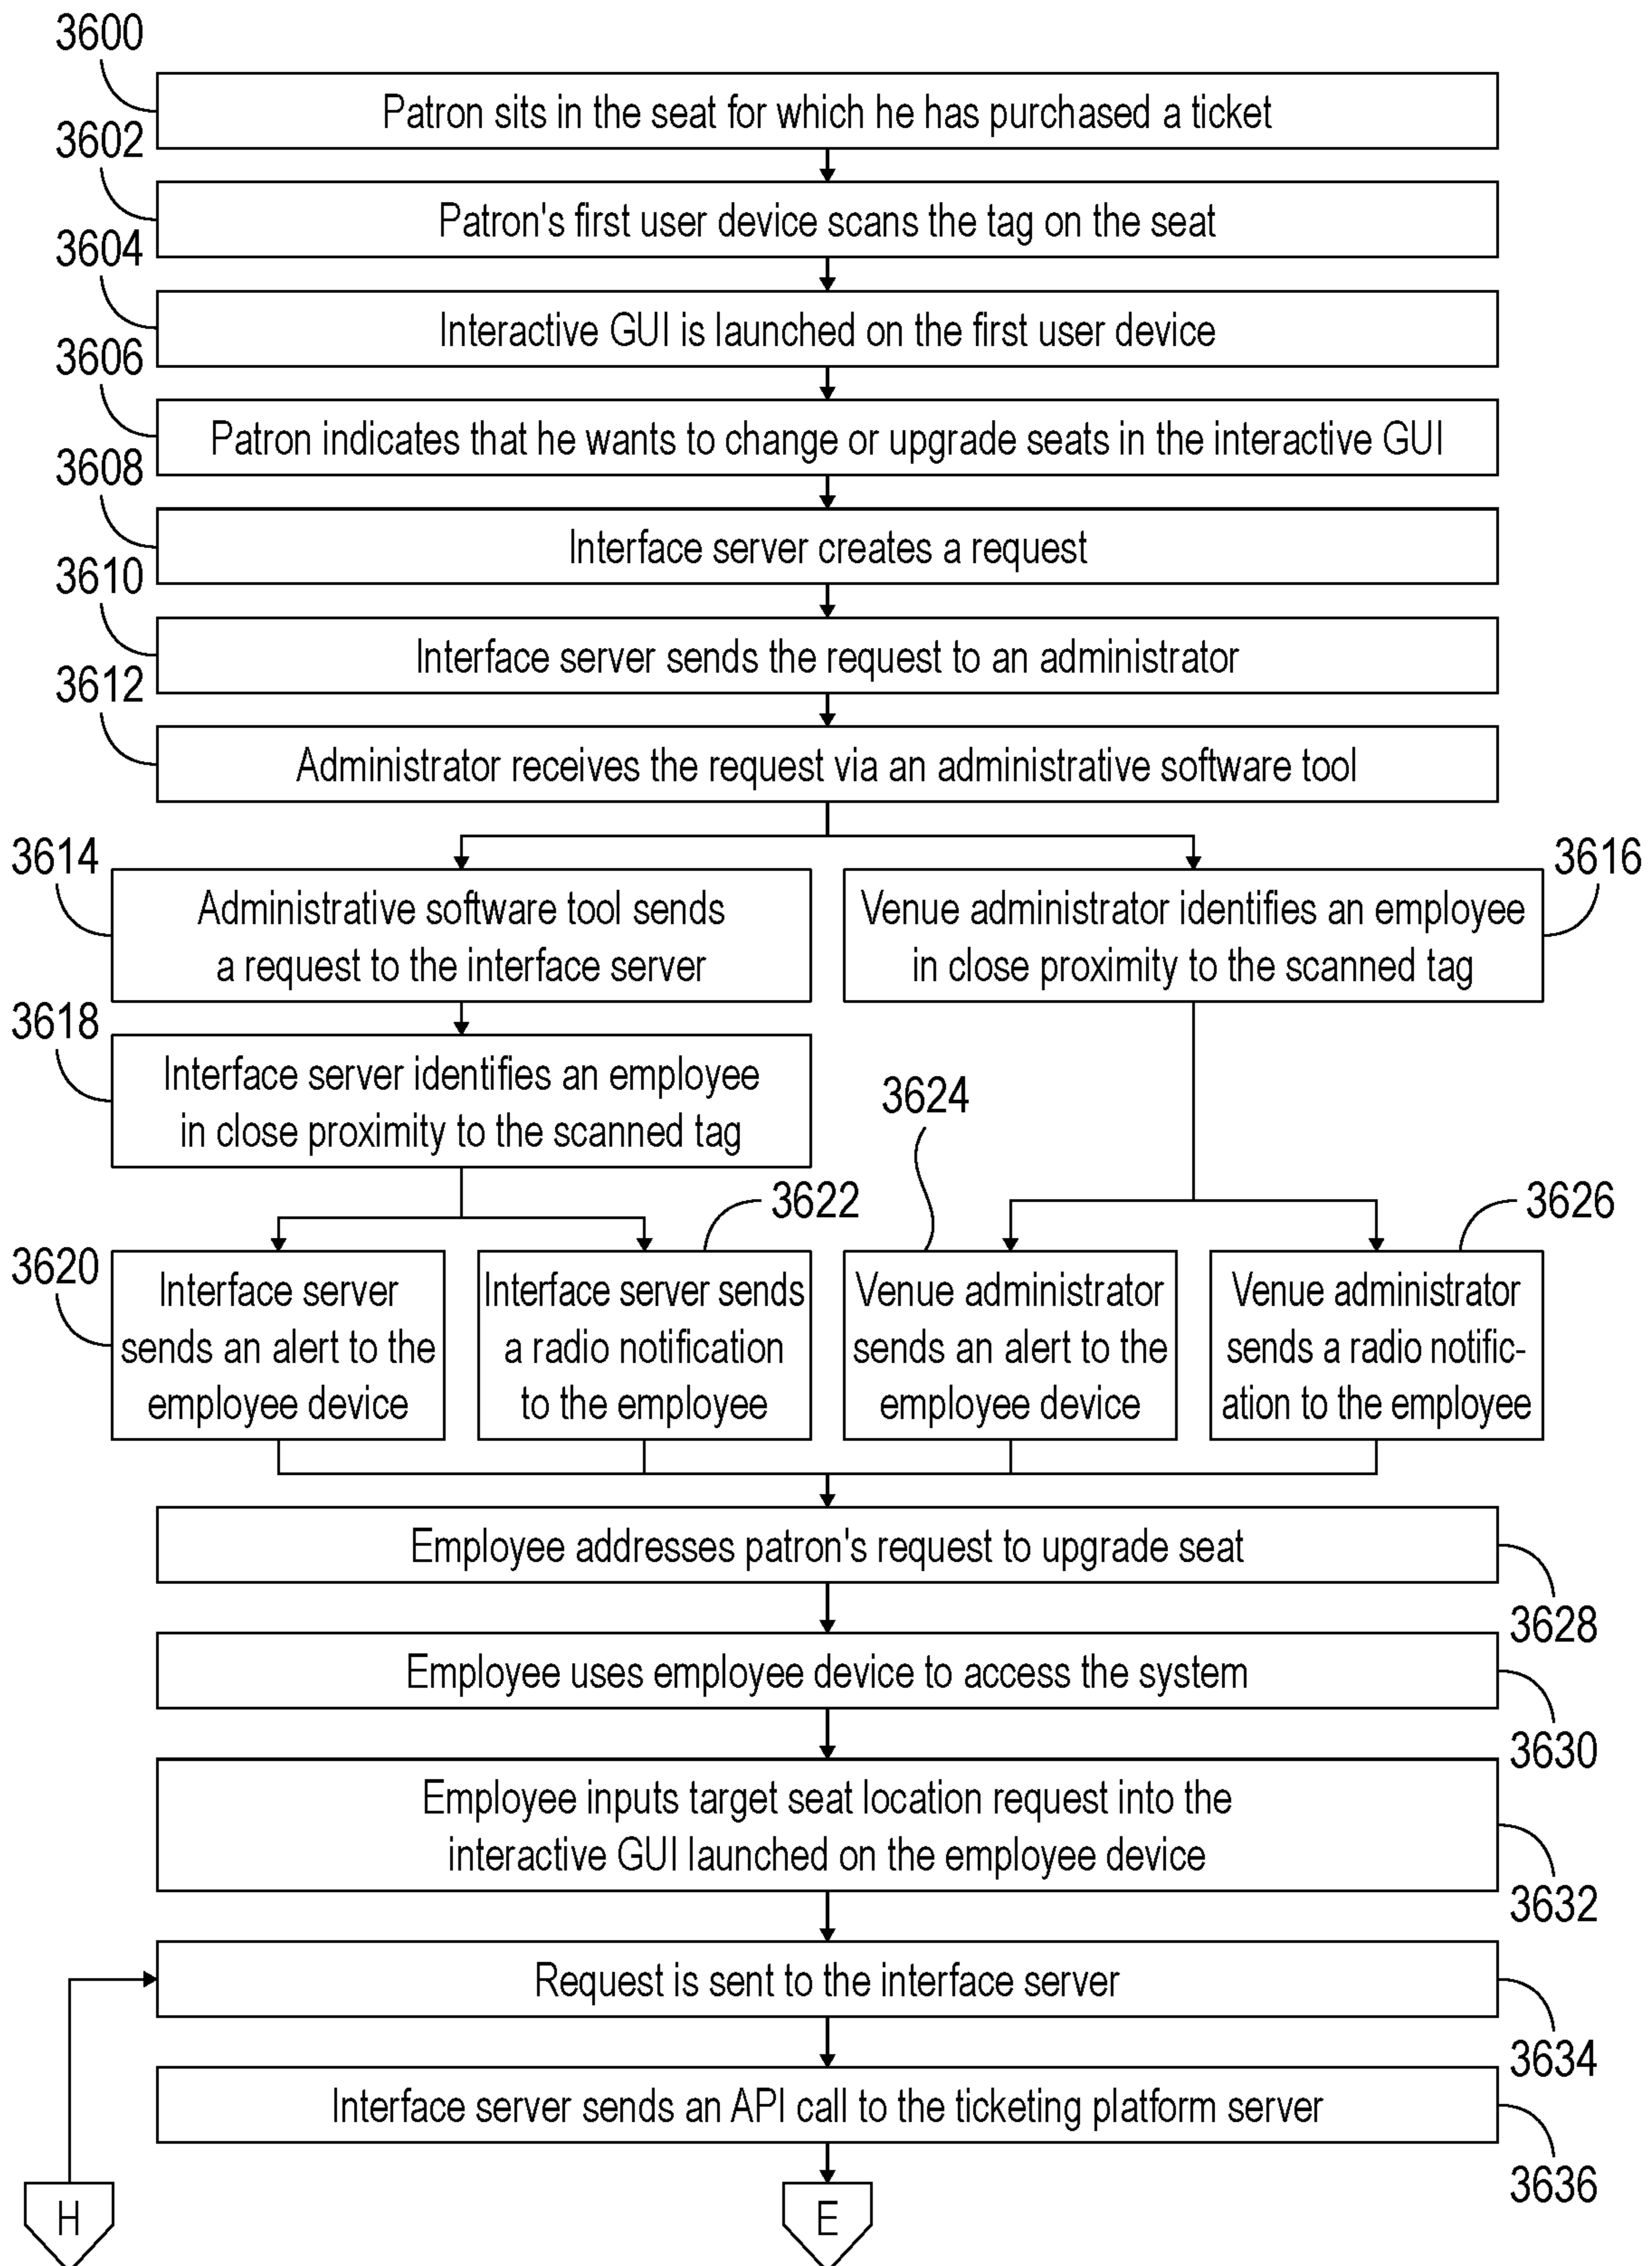 3600
Patron sits in the seat for which he has purchased a ticket
3602
Patron's first user device scans the tag on the seat
3604
Interactive GUI is launched on the first user device
3606
Patron indicates that he wants to change or upgrade seats in the interactive GUI
3608
Interface server creates a request
3610
Interface server sends the request to an administrator
3612
Administrator receives the request via an administrative software tool
3614
Administrative software tool sends
a request to the interface server
3616
Venue administrator identifies an employee
in close proximity to the scanned tag
3618
Interface server identifies an employee
in close proximity to the scanned tag
3624
3622
3626
3620
Interface server
sends an alert to the
employee device
Interface server sends
a radio notification
to the employee
Venue administrator
sends an alert to the
employee device
Venue administrator
sends a radio notific-
ation to the employee
Employee addresses patron's request to upgrade seat
3628
Employee uses employee device to access the system
3630
Employee inputs target seat location request into the
interactive GUI launched on the employee device
3632
Request is sent to the interface server
3634
Interface server sends an API call to the ticketing platform server
3636
H
E